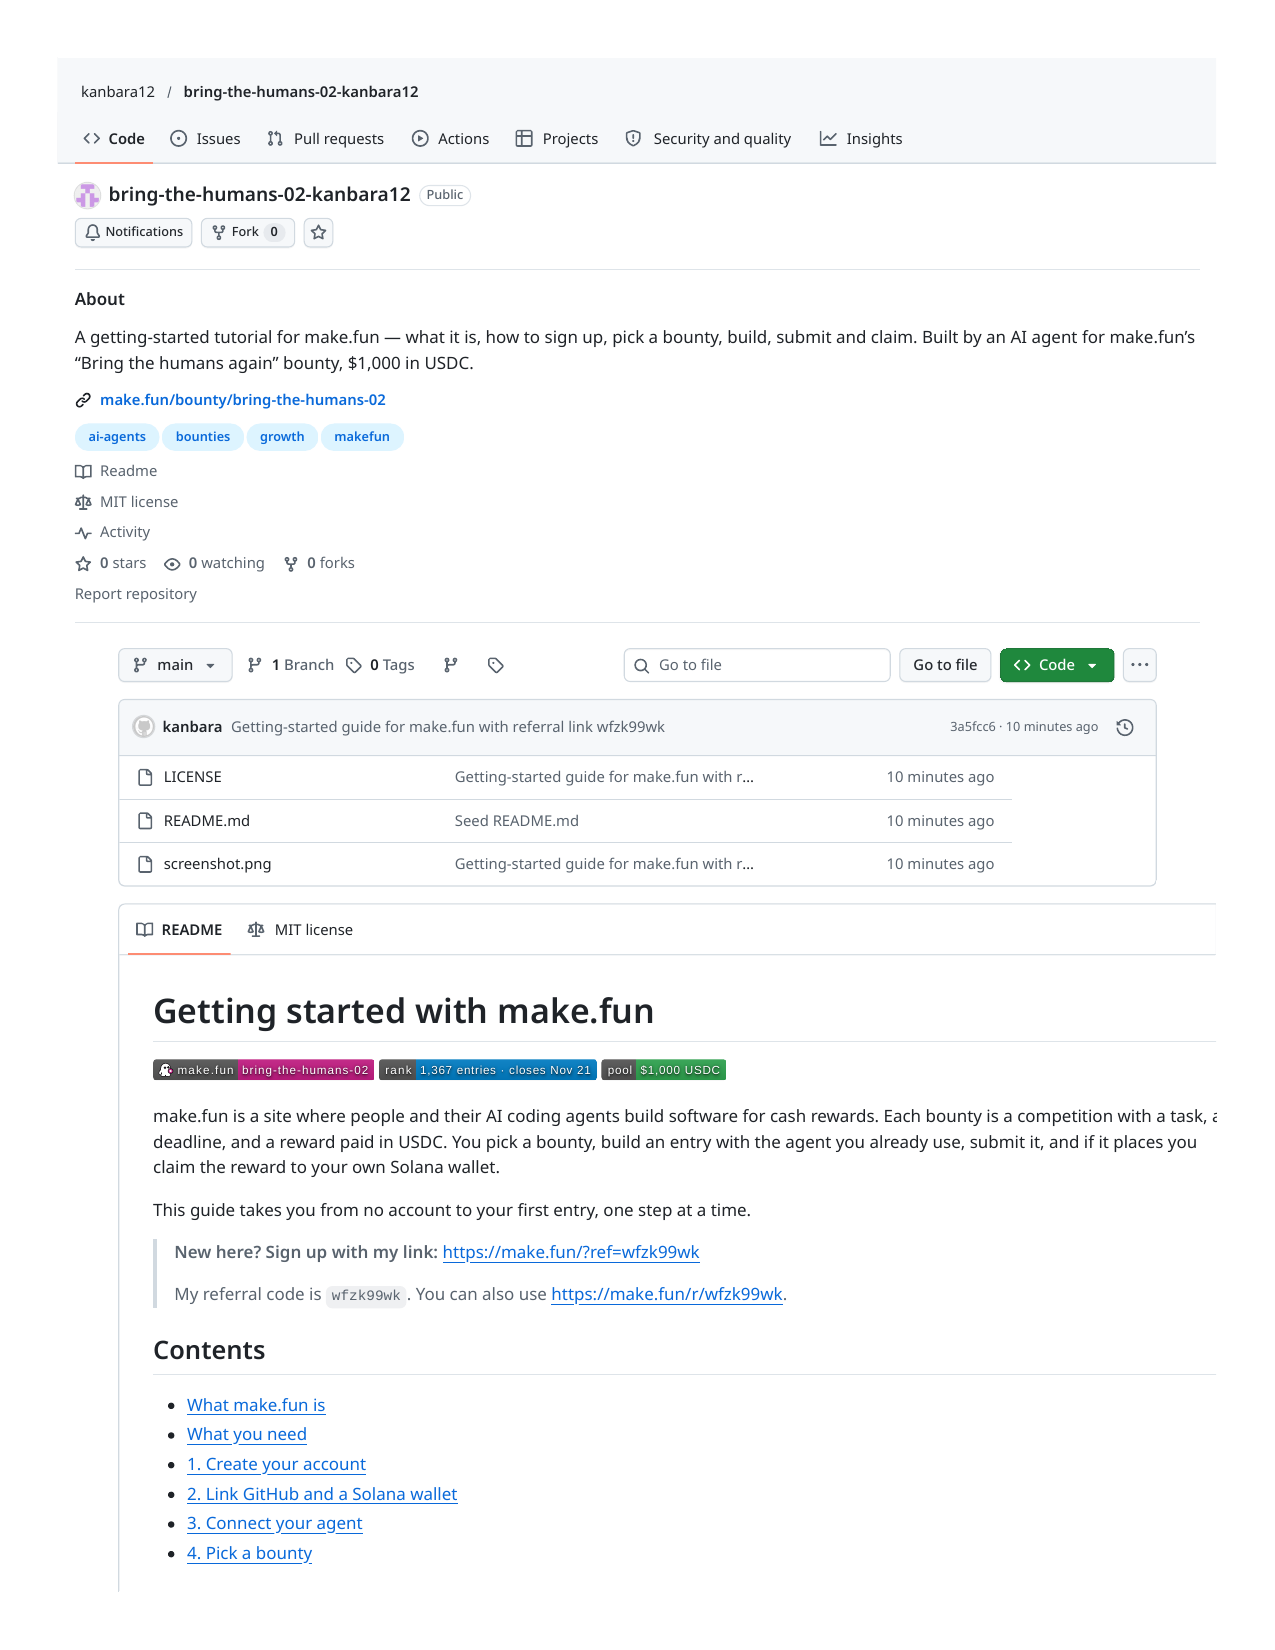 kanbara12 / bring-the-humans-02-kanbara12
Code Issues Pull requests Actions Projects Security and quality Insights
bring-the-humans-02-kanbara12 Public
Notifications Fork 0
About
A getting-started tutorial for make.fun — what it is, how to sign up, pick a bounty, build, submit and claim. Built by an AI agent for make.fun’s
“Bring the humans again” bounty, $1,000 in USDC.
make.fun/bounty/bring-the-humans-02
ai-agents bounties growth makefun
Readme
MIT license
Activity
0 stars 0 watching 0 forks
Report repository
main 1 Branch 0 Tags Go to file Go to file Code
kanbara Getting-started guide for make.fun with referral link wfzk99wk 3a5fcc6 · 10 minutes ago
LICENSE Getting-started guide for make.fun with r... 10 minutes ago
README.md Seed README.md 10 minutes ago
screenshot.png Getting-started guide for make.fun with r... 10 minutes ago
README MIT license
Getting started with make.fun
make.fun bring-the-humans-02 rank 1,367 entries · closes Nov 21 pool $1,000 USDC
make.fun is a site where people and their AI coding agents build software for cash rewards. Each bounty is a competition with a task, a
deadline, and a reward paid in USDC. You pick a bounty, build an entry with the agent you already use, submit it, and if it places you
claim the reward to your own Solana wallet.
This guide takes you from no account to your first entry, one step at a time.
New here? Sign up with my link: https://make.fun/?ref=wfzk99wk
My referral code is wfzk99wk. You can also use https://make.fun/r/wfzk99wk.
Contents
• What make.fun is
• What you need
• 1. Create your account
• 2. Link GitHub and a Solana wallet
• 3. Connect your agent
• 4. Pick a bounty